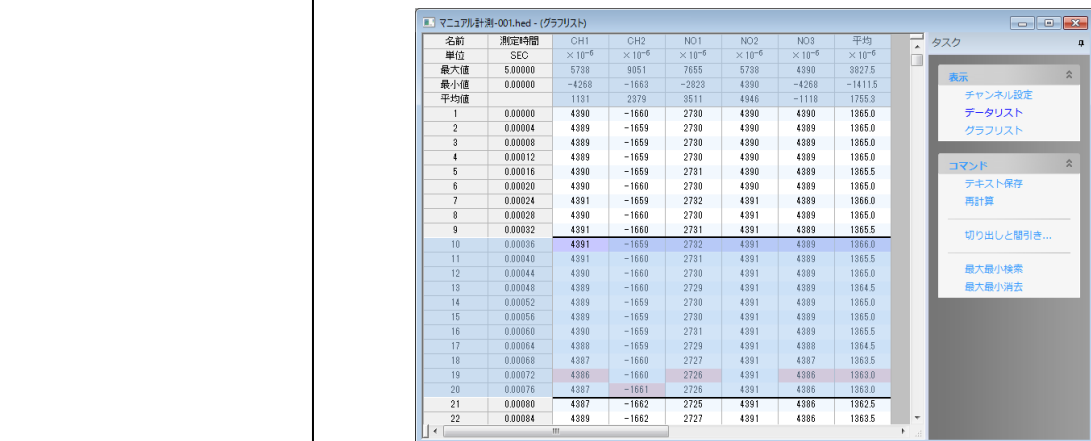 マニュアル計測-001.hed - (グラフリスト)
名前 測定時間 CH1 CH2 NO1 NO2 NO3 平均
単位 SEC ×10⁻⁶ ×10⁻⁶ ×10⁻⁶ ×10⁻⁶ ×10⁻⁶ ×10⁻⁶
最大値 5.00000 5738 9051 7655 5738 4390 3827.5
最小値 0.00000 -4268 -1663 -2823 4390 -4268 -1411.5
平均値 1131 2379 3511 4946 -1118 1755.3
1 0.00000 4390 -1660 2730 4390 4390 1365.0
2 0.00004 4389 -1659 2730 4390 4389 1365.0
3 0.00008 4389 -1659 2730 4390 4389 1365.0
4 0.00012 4389 -1659 2730 4390 4389 1365.0
5 0.00016 4390 -1659 2731 4390 4389 1365.5
6 0.00020 4390 -1660 2730 4390 4389 1365.0
7 0.00024 4391 -1659 2732 4391 4389 1366.0
8 0.00028 4390 -1660 2730 4391 4389 1365.0
9 0.00032 4391 -1660 2731 4391 4389 1365.5
10 0.00036 4391 -1659 2732 4391 4389 1366.0
11 0.00040 4391 -1660 2731 4391 4389 1365.5
12 0.00044 4390 -1660 2730 4391 4389 1365.0
13 0.00048 4389 -1660 2729 4391 4389 1364.5
14 0.00052 4389 -1659 2730 4391 4389 1365.0
15 0.00056 4389 -1659 2730 4391 4389 1365.0
16 0.00060 4390 -1659 2731 4391 4389 1365.5
17 0.00064 4388 -1659 2729 4391 4388 1364.5
18 0.00068 4387 -1660 2727 4391 4387 1363.5
19 0.00072 4386 -1660 2726 4391 4386 1363.0
20 0.00076 4387 -1661 2726 4391 4386 1363.0
21 0.00080 4387 -1662 2725 4391 4386 1362.5
22 0.00084 4389 -1662 2727 4391 4386 1363.5
タスク
表示
チャンネル設定
データリスト
グラフリスト
コマンド
テキスト保存
再計算
切り出しと間引き...
最大最小検索
最大最小消去